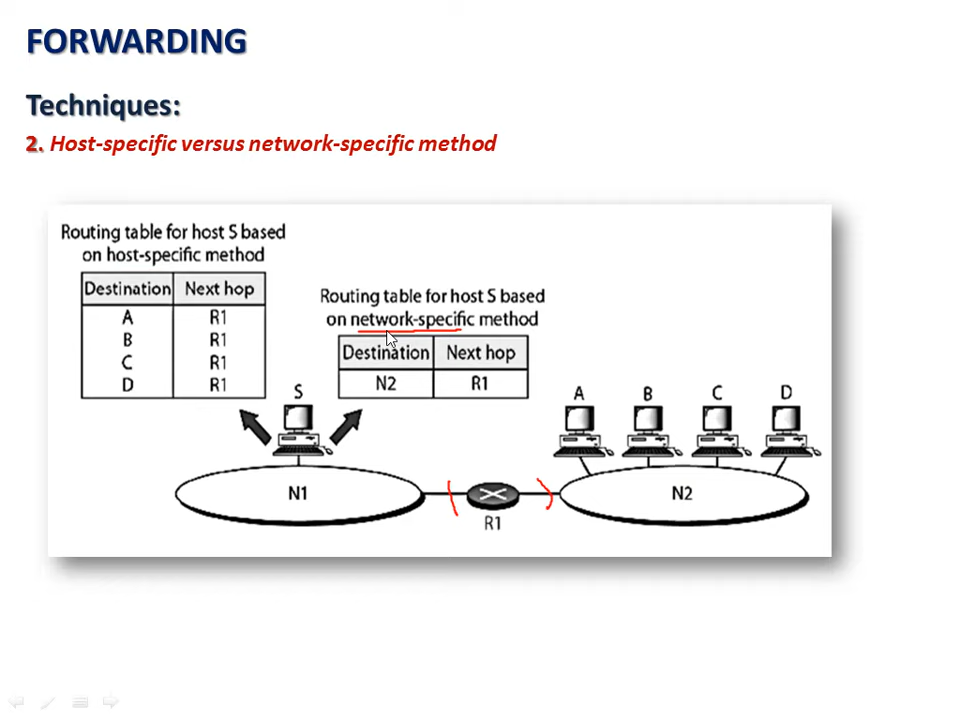 FORWARDING
Techniques:
2. Host-specific versus network-specific method
Routing table for host S based
on host-specific method
Destination Next hop
A R1
B R1
C R1
D R1
Routing table for host S based
on network-specific method
Destination Next hop
N2 R1
S
A B C D
N1
N2
R1